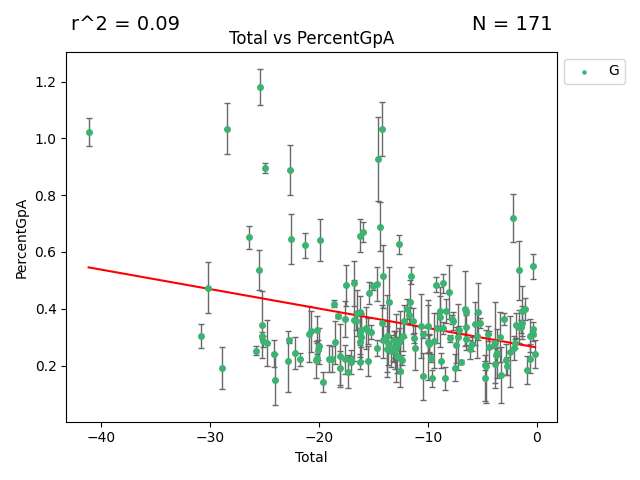 r^2 = 0.09
N = 171
Total vs PercentGpA
G
PercentGpA
1.2
1.0
0.8
0.6
0.4
0.2
−40
−30
−20
−10
0
Total